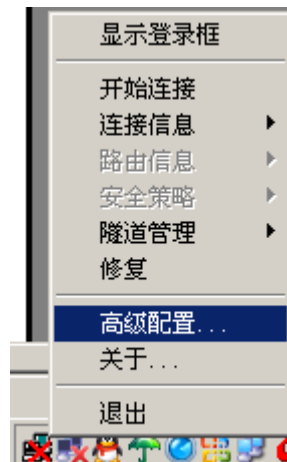 显示登录框
开始连接
连接信息
路由信息
安全策略
隧道管理
修复
高级配置...
关于...
退出